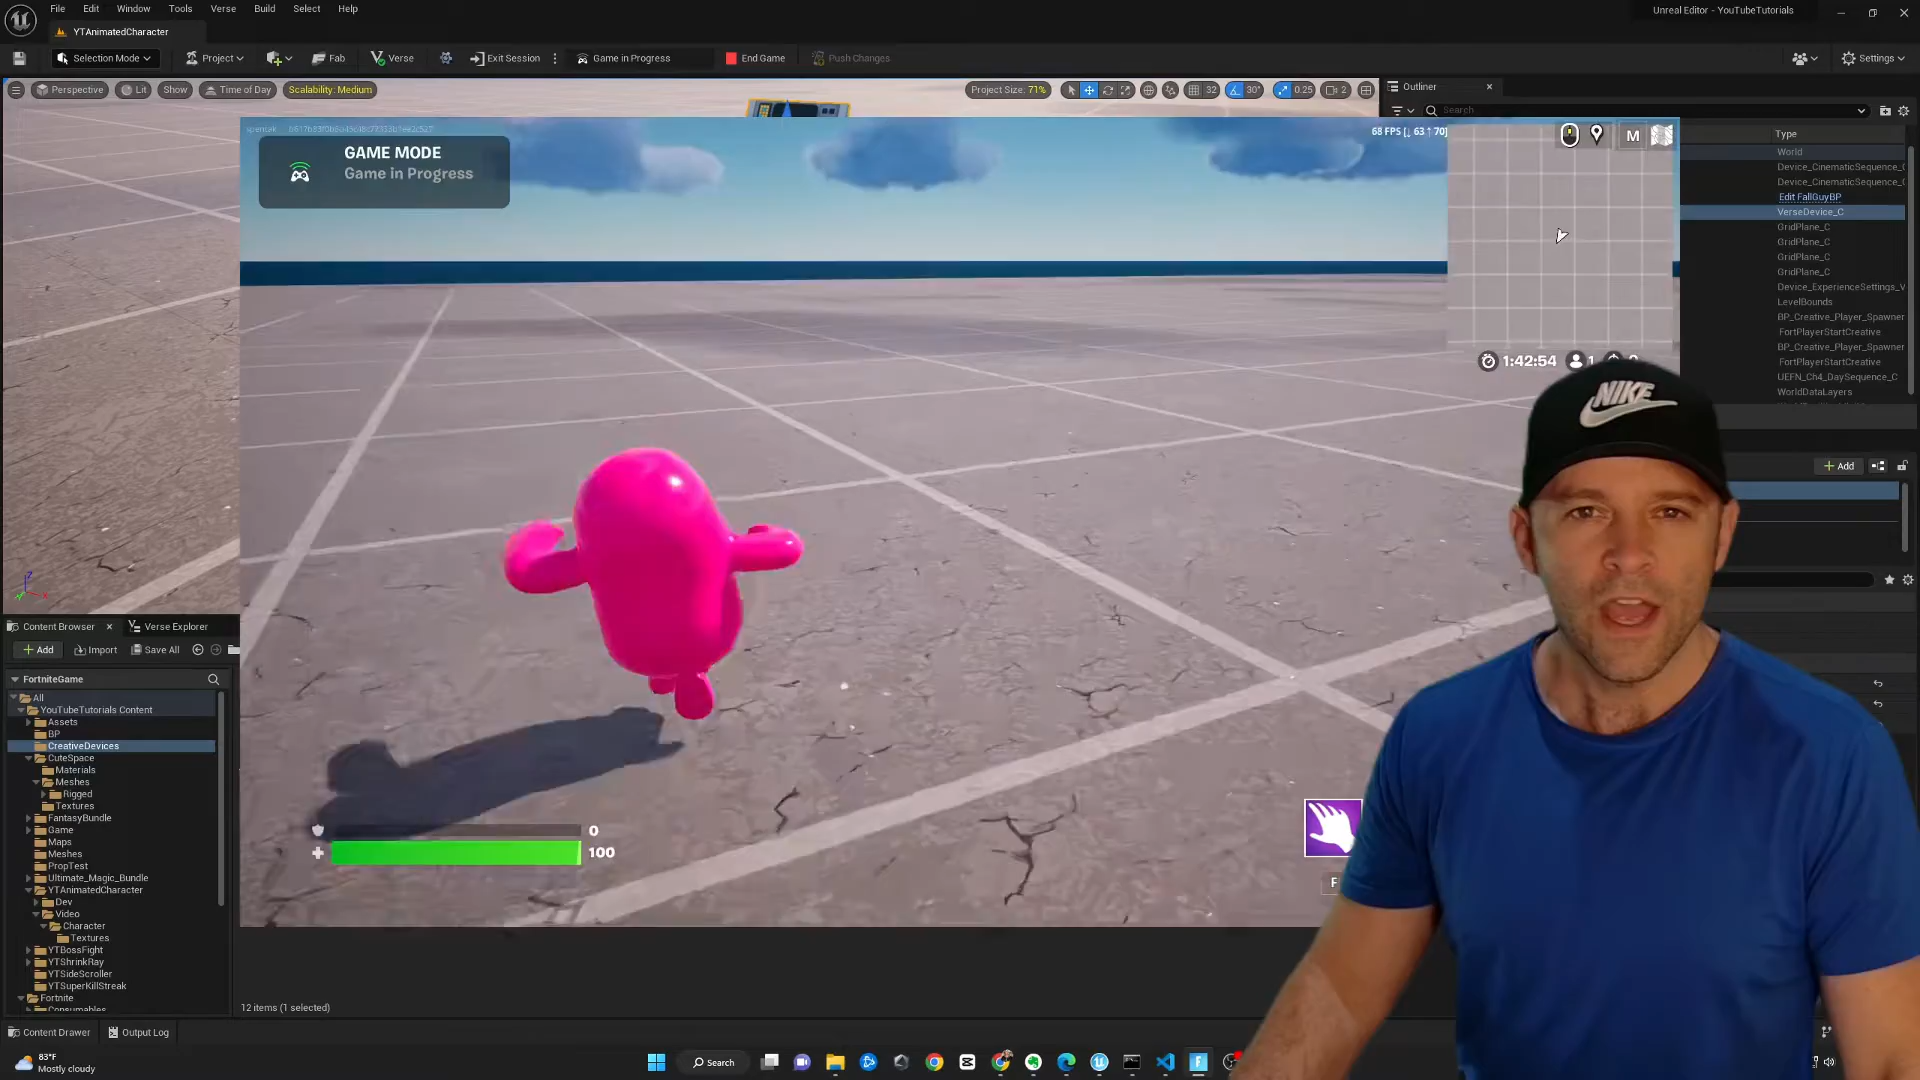 File Edit Window Tools Verse Build Select Help
Unreal Editor - YouTubeTutorials
YTAnimatedCharacter
Selection Mode Project Fab Verse Exit Session Game in Progress End Game Push Changes Settings
Perspective Lit Show Time of Day Scalability: Medium
Project Size: 71% 32 30° 0.25 2
Outliner
Search
Type
World
Device_CinematicSequence_
Device_CinematicSequence_
Edit FallGuyBP
VerseDevice_C
GridPlane_C
GridPlane_C
GridPlane_C
GridPlane_C
Device_ExperienceSettings_V
LevelBounds
BP_Creative_Player_Spawner
FortPlayerStartCreative
BP_Creative_Player_Spawner
FortPlayerStartCreative
UEFN_Ch4_DaySequence_C
WorldDataLayers
Add
GAME MODE
Game in Progress
68 FPS [↓ 63 ↑ 70]
M
1:42:54 1
NIKE
0
100
F
Content Browser Verse Explorer
Add Import Save All
FortniteGame
All
YouTubeTutorials Content
Assets
BP
CreativeDevices
CuteSpace
Materials
Meshes
Rigged
Textures
FantasyBundle
Game
Maps
Meshes
PropTest
Ultimate_Magic_Bundle
YTAnimatedCharacter
Dev
Video
Character
Textures
YTBossFight
YTShrinkRay
YTSideScroller
YTSuperKillStreak
Fortnite
Consumables
12 items (1 selected)
Content Drawer Output Log
83°F
Mostly cloudy
Search